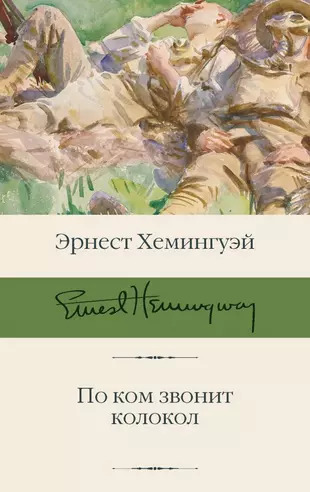 Эрнест Хемингуэй
Ernest Hemingway
По ком звонит
колокол